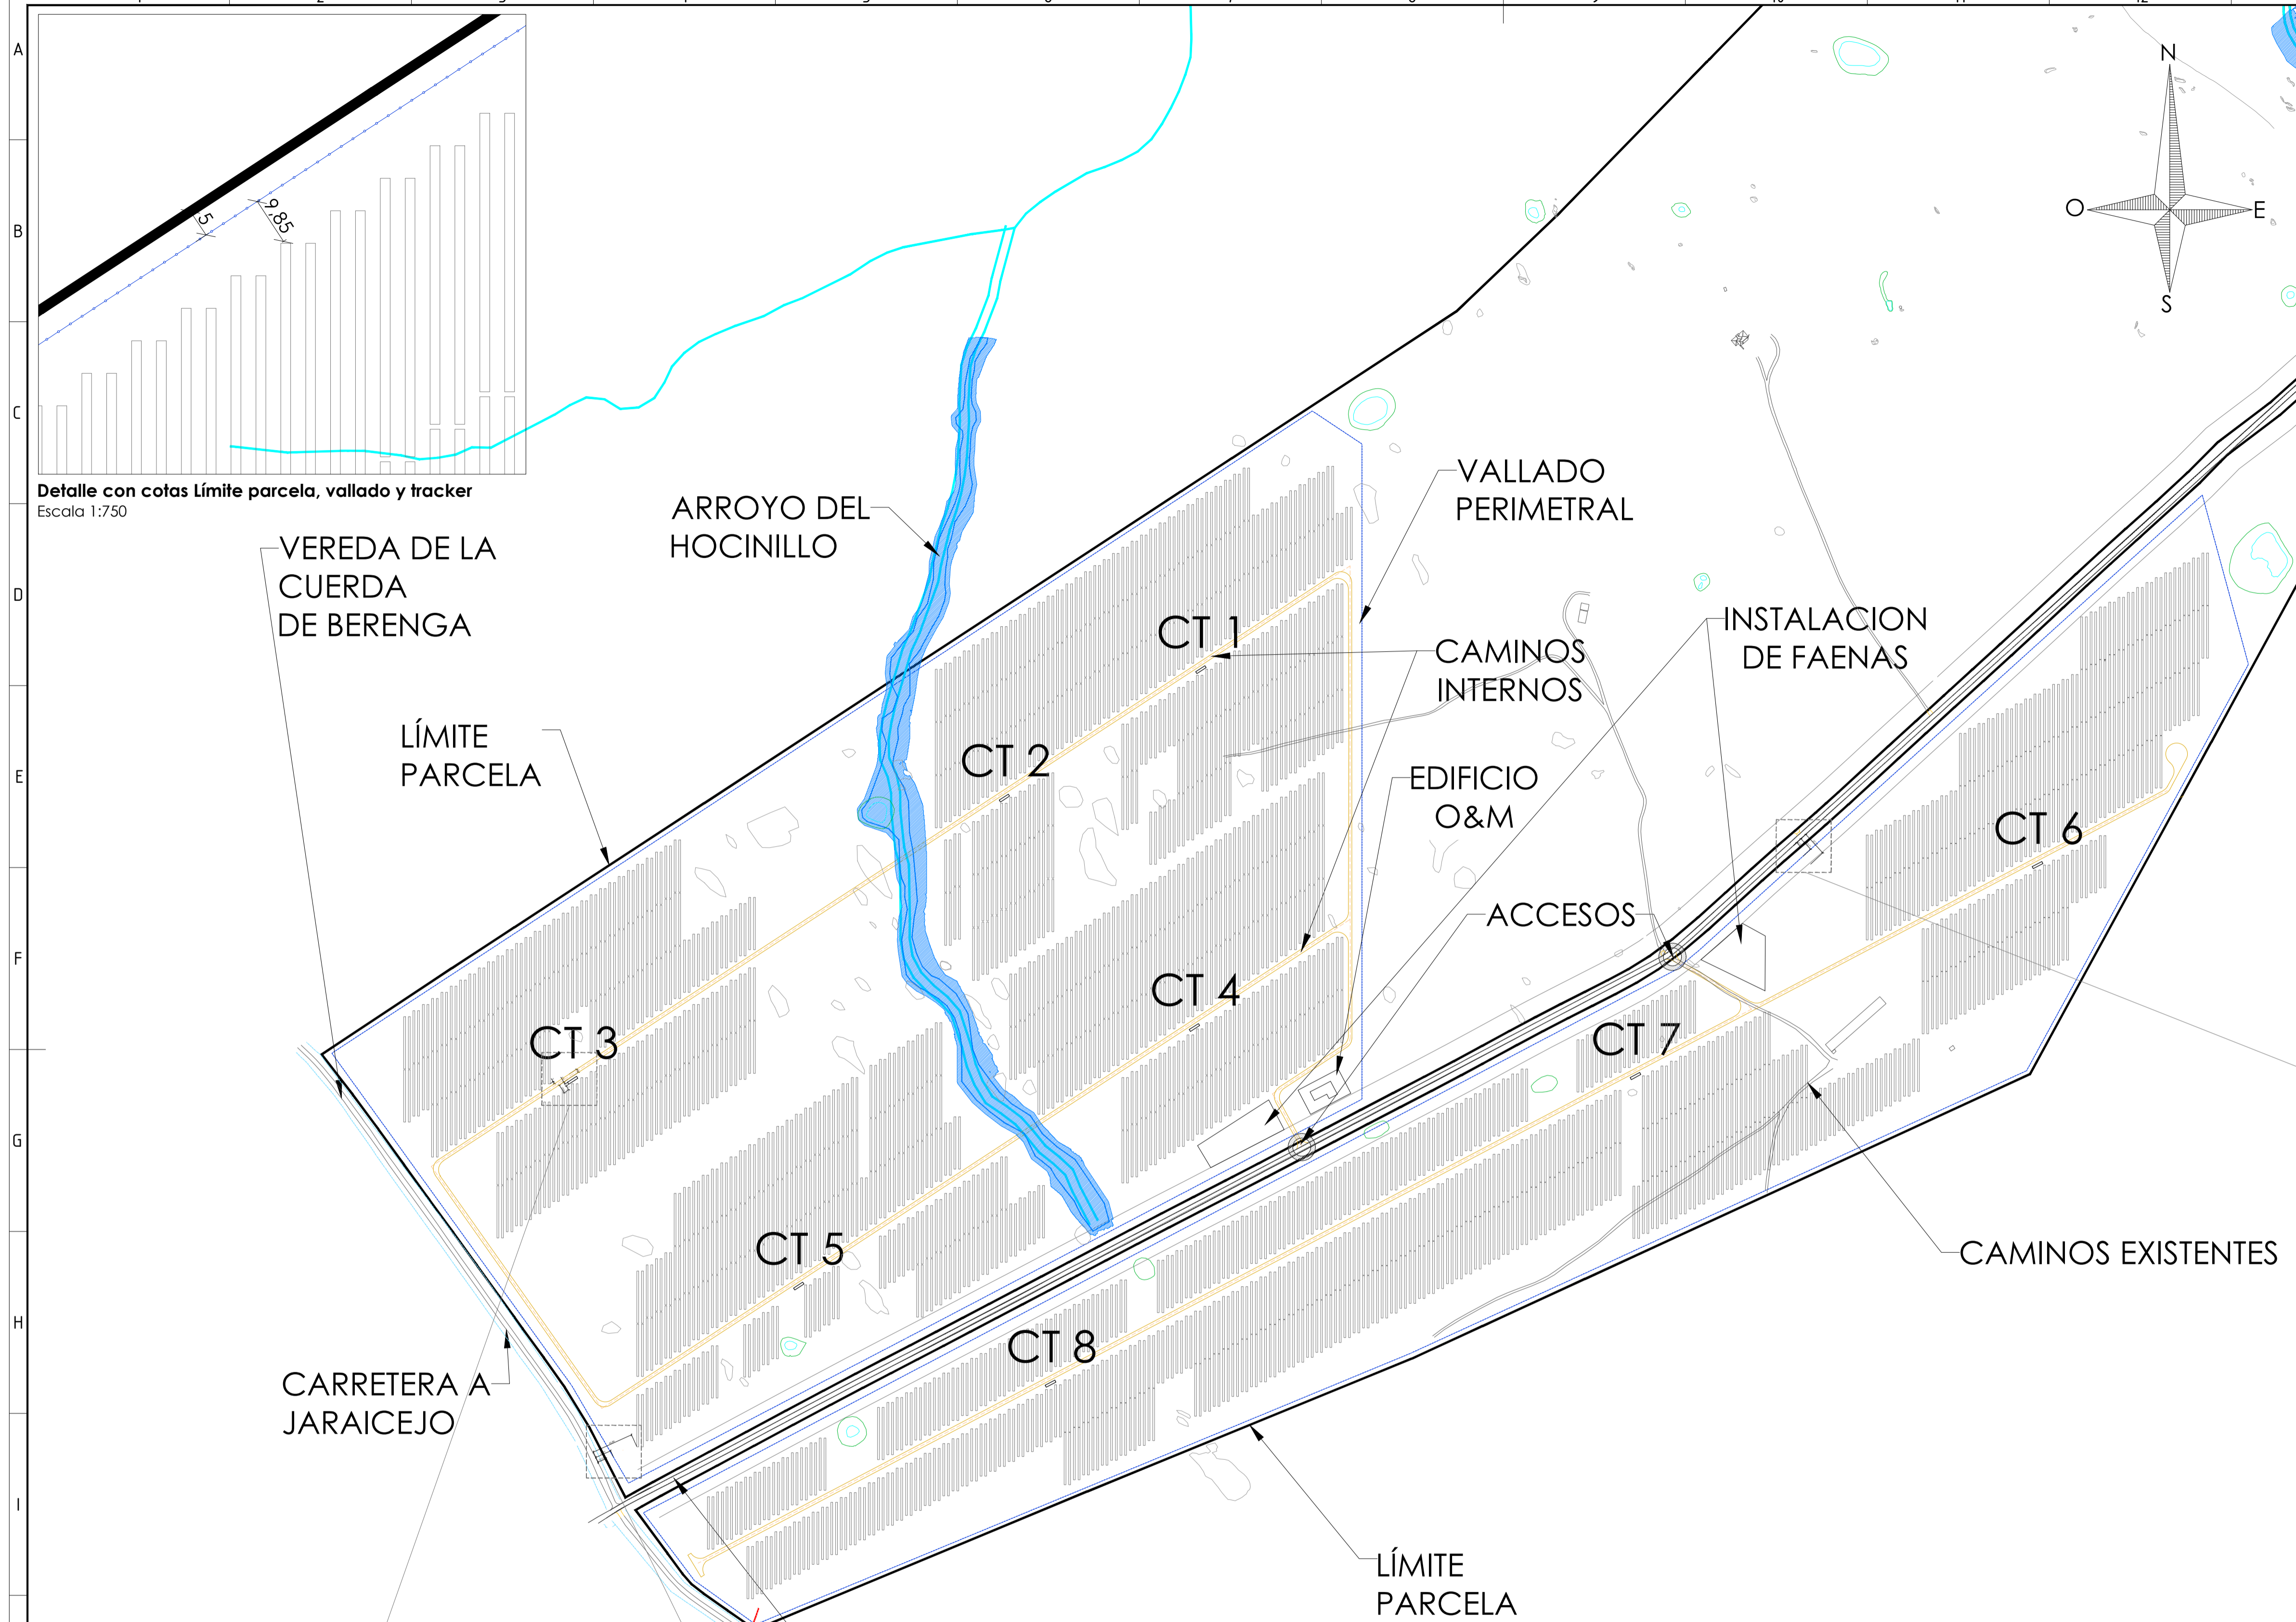 A
B
C
D
E
F
G
H
I
N
O
E
S
5
9,85
Detalle con cotas Límite parcela, vallado y tracker
Escala 1:750
VEREDA DE LA
CUERDA
DE BERENGA
ARROYO DEL
HOCINILLO
VALLADO
PERIMETRAL
LÍMITE
PARCELA
CAMINOS
INTERNOS
INSTALACION
DE FAENAS
EDIFICIO
O&M
ACCESOS
CT 1
CT 2
CT 3
CT 4
CT 5
CT 6
CT 7
CT 8
CAMINOS EXISTENTES
CARRETERA A
JARAICEJO
LÍMITE
PARCELA